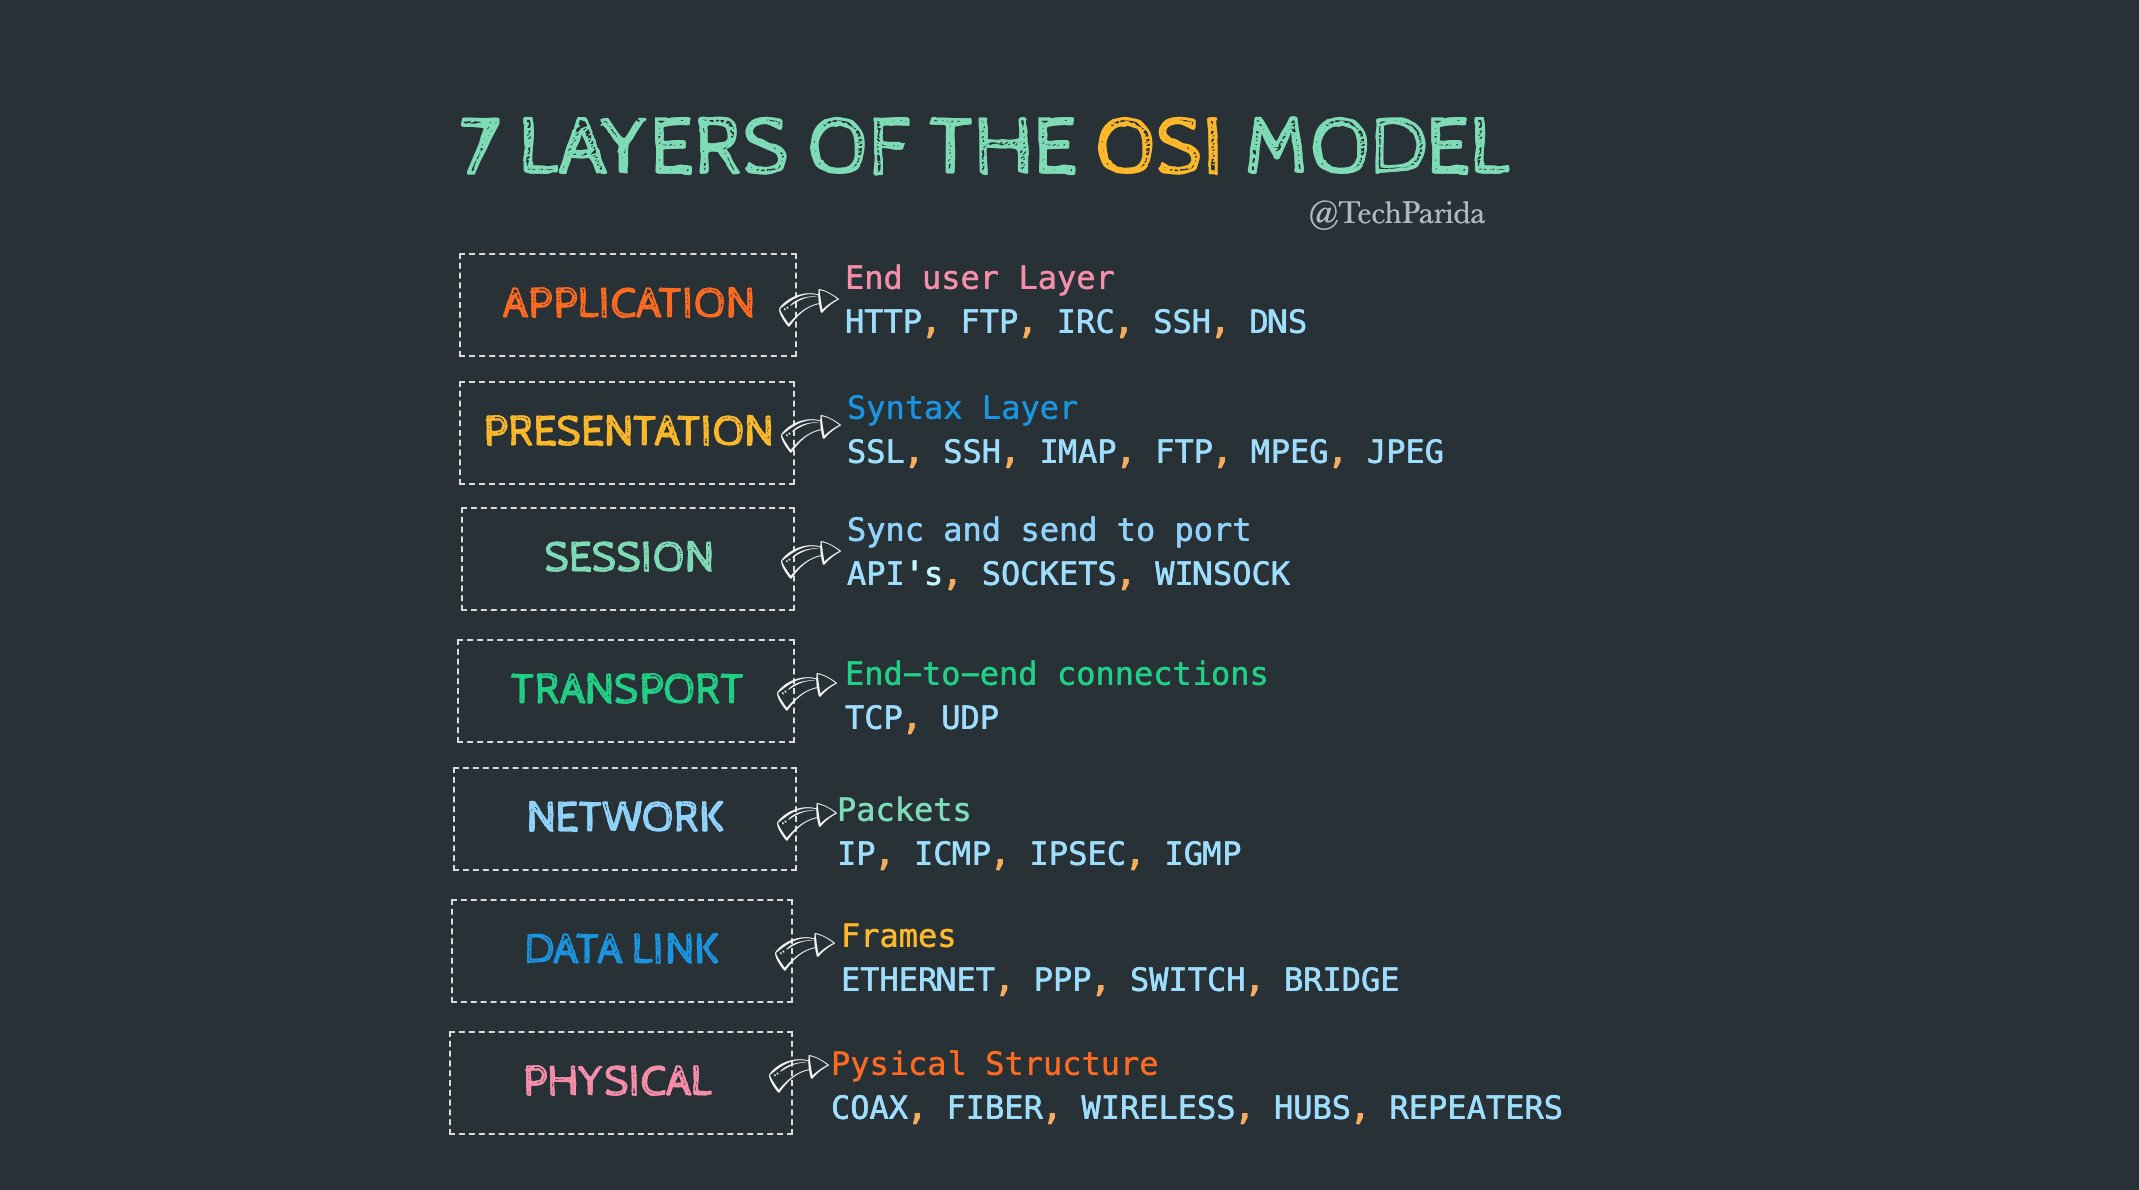 7 LAYERS OF THE OSI MODEL
@TechParida
APPLICATION
End user Layer
HTTP, FTP, IRC, SSH, DNS
PRESENTATION
Syntax Layer
SSL, SSH, IMAP, FTP, MPEG, JPEG
SESSION
Sync and send to port
API's, SOCKETS, WINSOCK
TRANSPORT
End-to-end connections
TCP, UDP
NETWORK
Packets
IP, ICMP, IPSEC, IGMP
DATA LINK
Frames
ETHERNET, PPP, SWITCH, BRIDGE
PHYSICAL
Pysical Structure
COAX, FIBER, WIRELESS, HUBS, REPEATERS